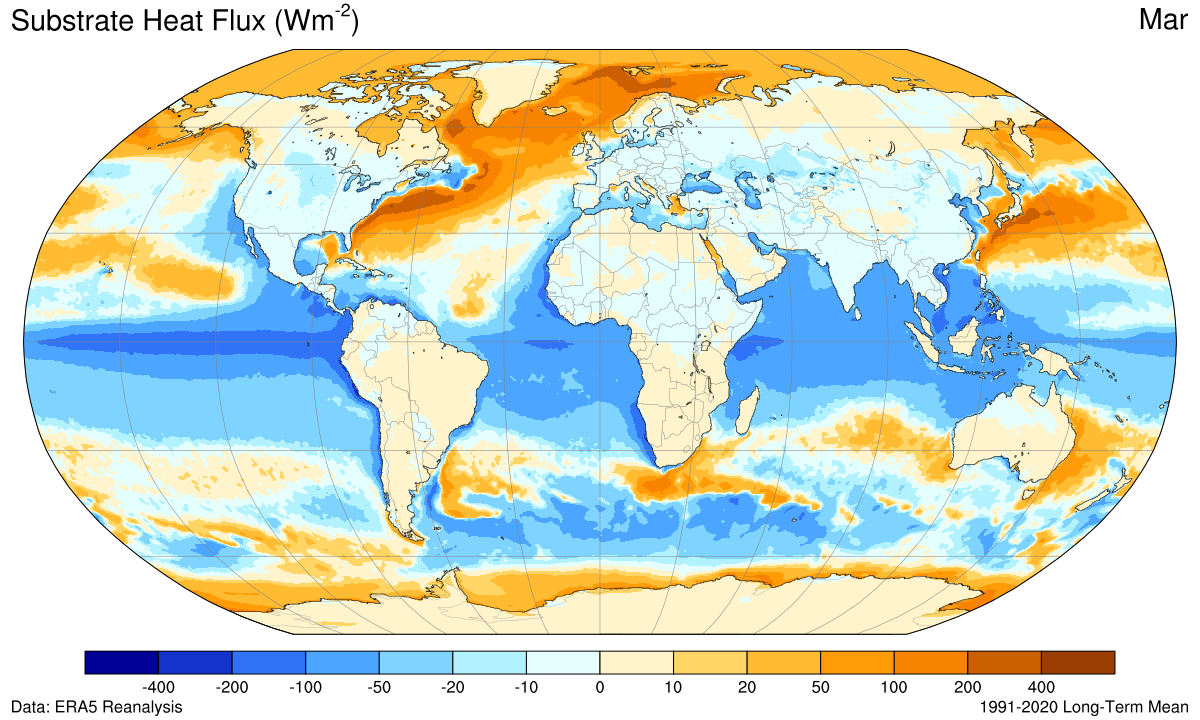 Substrate Heat Flux (Wm-2)
Mar
-400 -200 -100 -50 -20 -10 0 10 20 50 100 200 400
Data: ERA5 Reanalysis
1991-2020 Long-Term Mean